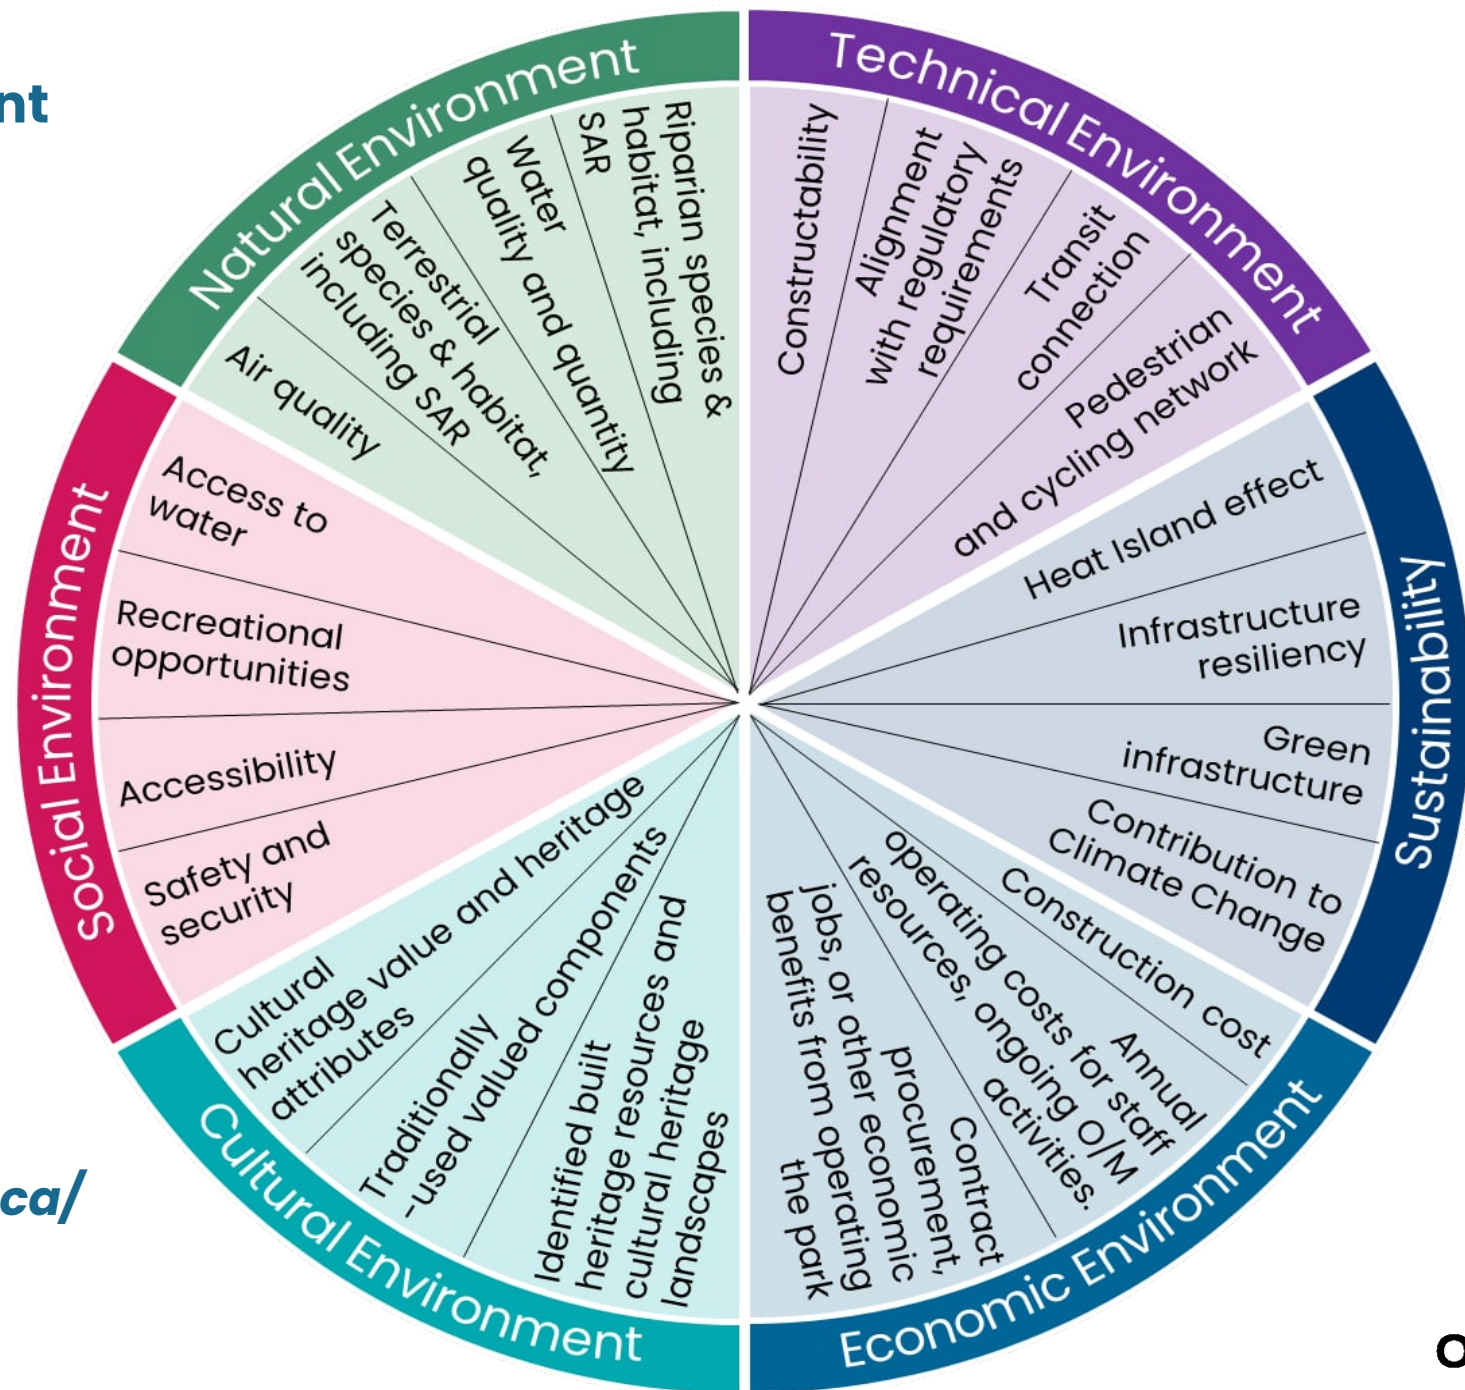 nt
Natural Environment
Riparian species &
habitat, including
SAR
Water
quality and quantity
Terrestrial
species & habitat,
including SAR
Air quality
Technical Environment
Constructability
Alignment
with regulatory
requirements
Transit
connection
Pedestrian
and cycling network
Sustainability
Heat Island effect
Infrastructure
resiliency
Green
infrastructure
Contribution to
Climate Change
Economic Environment
Construction cost
Annual
operating costs for staff
resources, ongoing O/M
activities.
Contract
procurement,
jobs, or other economic
benefits from operating
the park
Cultural Environment
Identified built
heritage resources and
cultural heritage
landscapes
Traditionally
-used valued components
Cultural
heritage value and heritage
attributes
Social Environment
Safety and
security
Accessibility
Recreational
opportunities
Access to
water
ca/
O